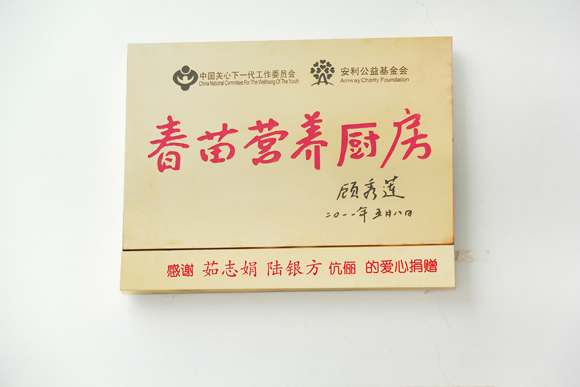 中国关心下一代工作委员会
China National Committee For The Wellbeing Of The Youth
安利公益基金会
Amway Charity Foundation
春苗营养厨房
顾秀莲
二〇一一年五月八日
感谢 茹志娟 陆银方 伉俪 的爱心捐赠